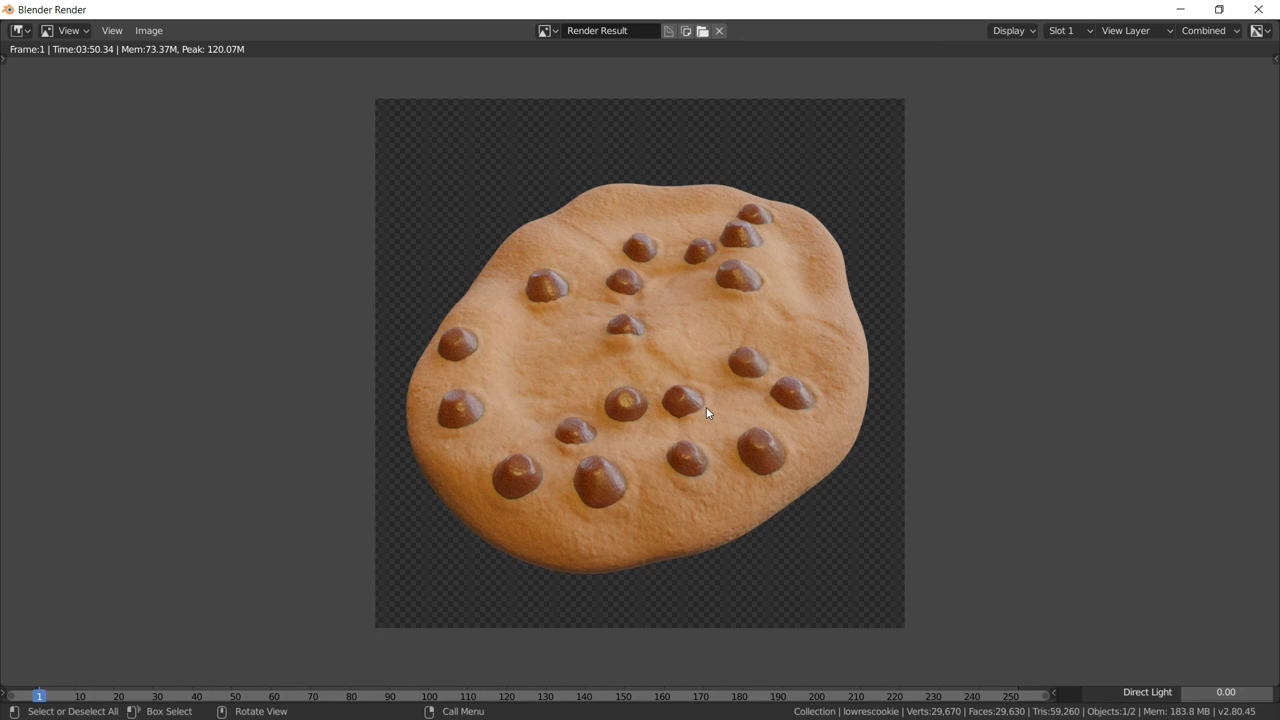 Blender Render
View View Image Render Result Display Slot 1 View Layer Combined
Frame:1 | Time:03:50.34 | Mem:73.37M, Peak: 120.07M
1 10 20 30 40 50 60 70 80 90 100 110 120 130 140 150 160 170 180 190 200 210 220 230 240 250 Direct Light 0.00
Select or Deselect All Box Select Rotate View Call Menu Collection | lowrescookie | Verts:29,670 | Faces:29,630 | Tris:59,260 | Objects:1/2 | Mem: 183.8 MB | v2.80.45